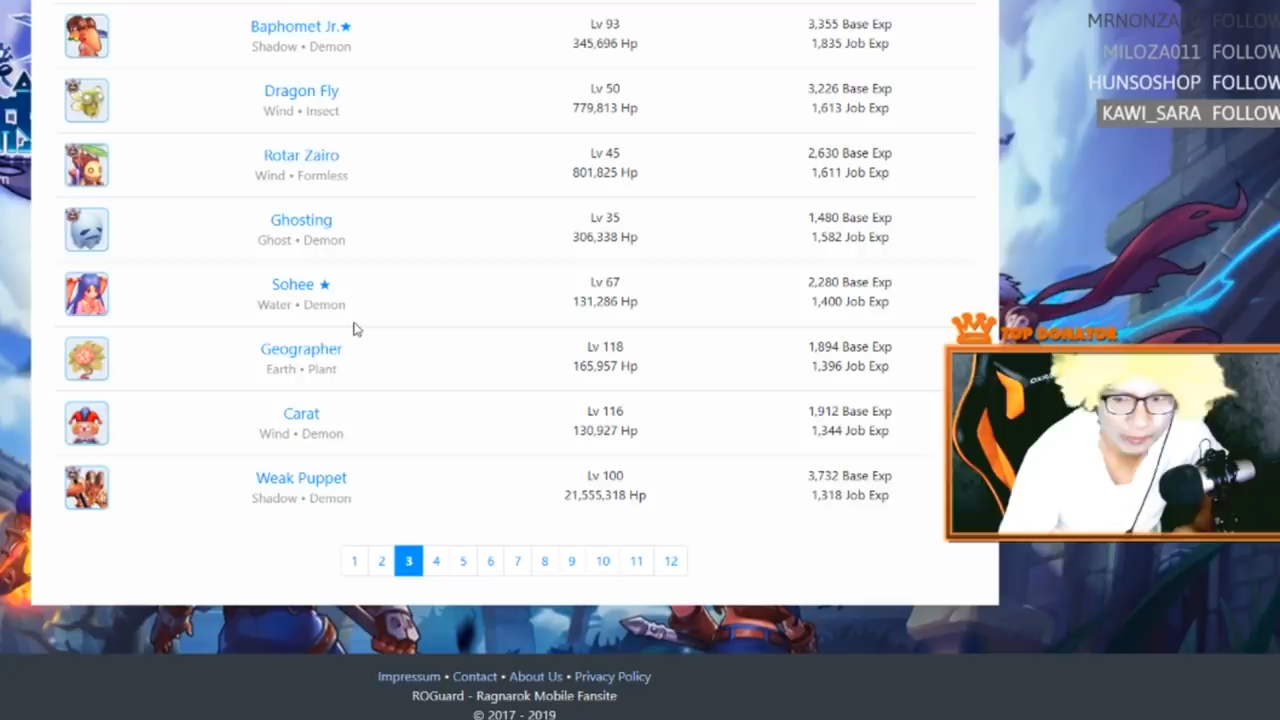 Baphomet Jr.★
Shadow • Demon
Lv 93
345,696 Hp
3,355 Base Exp
1,835 Job Exp
Dragon Fly
Wind • Insect
Lv 50
779,813 Hp
3,226 Base Exp
1,613 Job Exp
Rotar Zairo
Wind • Formless
Lv 45
801,825 Hp
2,630 Base Exp
1,611 Job Exp
Ghosting
Ghost • Demon
Lv 35
306,338 Hp
1,480 Base Exp
1,582 Job Exp
Sohee ★
Water • Demon
Lv 67
131,286 Hp
2,280 Base Exp
1,400 Job Exp
Geographer
Earth • Plant
Lv 118
165,957 Hp
1,894 Base Exp
1,396 Job Exp
Carat
Wind • Demon
Lv 116
130,927 Hp
1,912 Base Exp
1,344 Job Exp
Weak Puppet
Shadow • Demon
Lv 100
21,555,318 Hp
3,732 Base Exp
1,318 Job Exp
1 2 3 4 5 6 7 8 9 10 11 12
Impressum • Contact • About Us • Privacy Policy
ROGuard - Ragnarok Mobile Fansite
© 2017 - 2019
FOLLOW
MILOZA011 FOLLOW
HUNSOSHOP FOLLOW
KAWI_SARA FOLLOW
TOP DONATOR